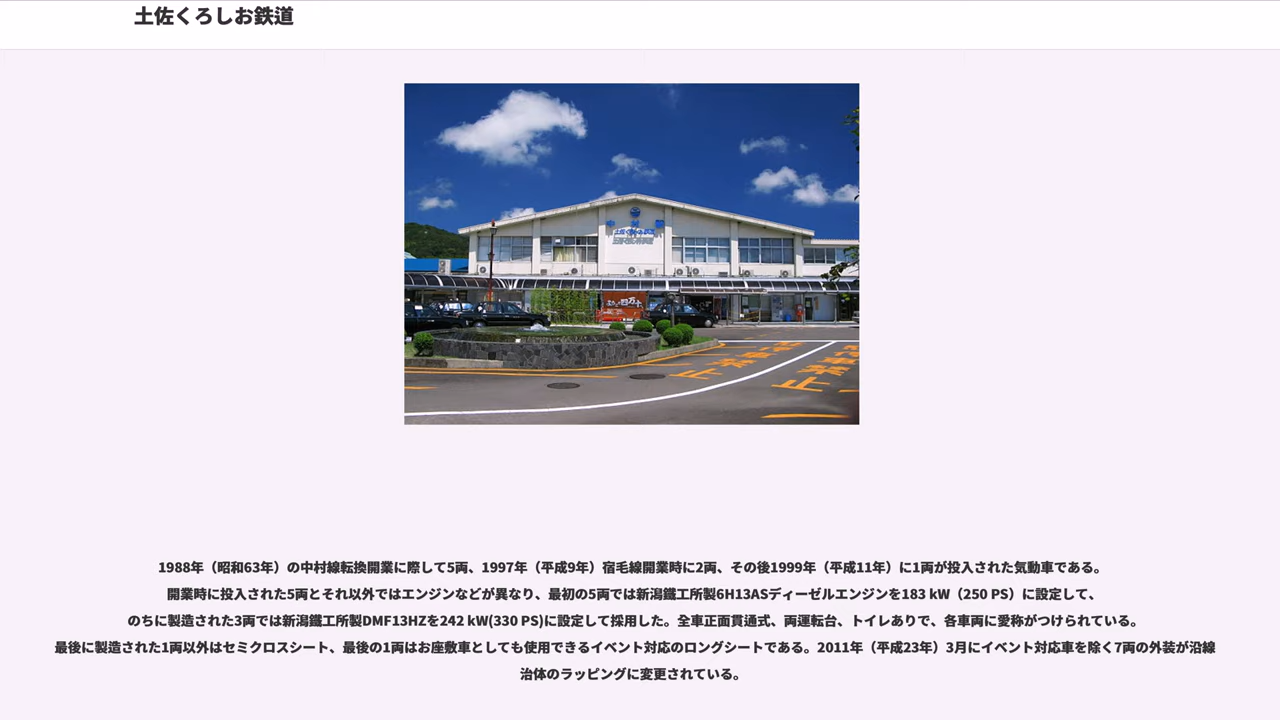 土佐くろしお鉄道
中村駅
土佐くろしお鉄道
四万十
1988年（昭和63年）の中村線転換開業に際して5両、1997年（平成9年）宿毛線開業時に2両、その後1999年（平成11年）に1両が投入された気動車である。
開業時に投入された5両とそれ以外ではエンジンなどが異なり、最初の5両では新潟鐵工所製6H13ASディーゼルエンジンを183 kW（250 PS）に設定して、
のちに製造された3両では新潟鐵工所製DMF13HZを242 kW(330 PS)に設定して採用した。全車正面貫通式、両運転台、トイレありで、各車両に愛称がつけられている。
最後に製造された1両以外はセミクロスシート、最後の1両はお座敷車としても使用できるイベント対応のロングシートである。2011年（平成23年）3月にイベント対応車を除く7両の外装が沿線
治体のラッピングに変更されている。